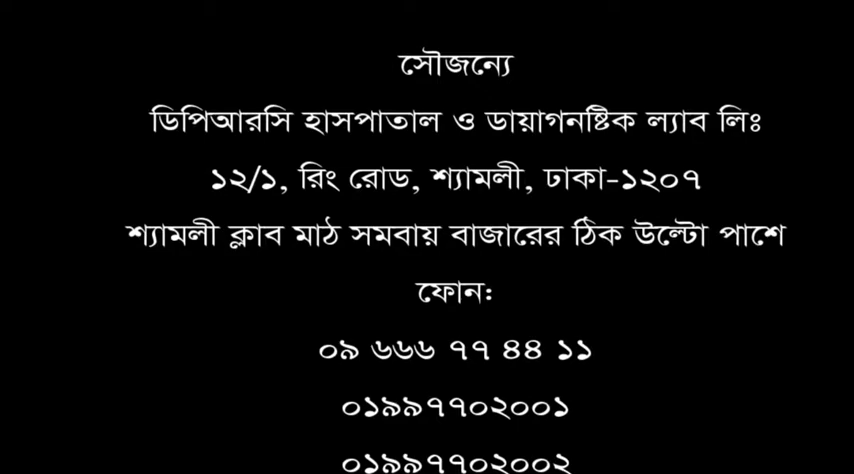 সৌজন্যে
ডিপিআরসি হাসপাতাল ও ডায়াগনষ্টিক ল্যাব লিঃ
১২/১, রিং রোড, শ্যামলী, ঢাকা-১২০৭
শ্যামলী ক্লাব মাঠ সমবায় বাজারের ঠিক উল্টো পাশে
ফোন:
০৯ ৬৬৬ ৭৭ ৪৪ ১১
০১৯৯৭৭০২০০১
০১৯৯৭৭০২০০২